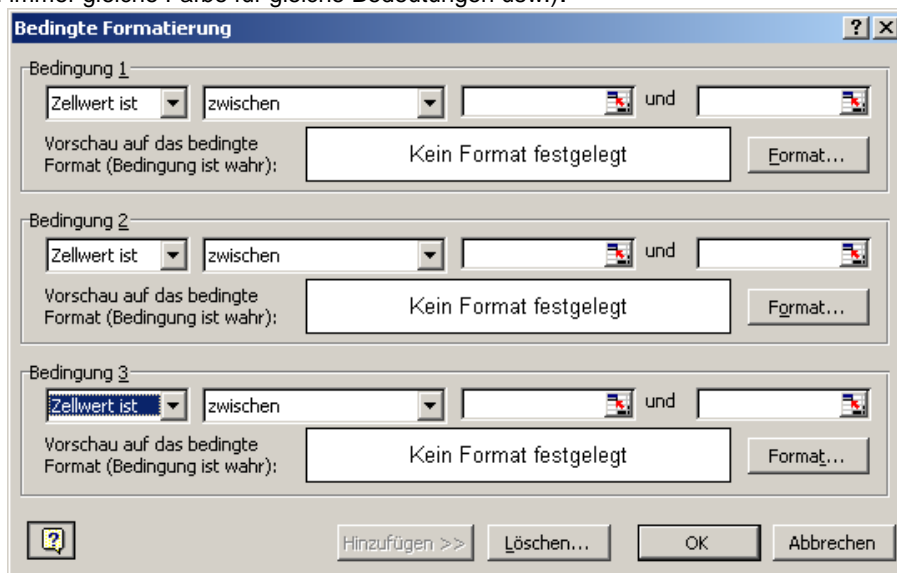 immer gleiche Farbe für gleiche Bedeutungen usw.).
Bedingte Formatierung
Bedingung 1
Zellwert ist zwischen und
Vorschau auf das bedingte
Format (Bedingung ist wahr):
Kein Format festgelegt
Format...
Bedingung 2
Zellwert ist zwischen und
Vorschau auf das bedingte
Format (Bedingung ist wahr):
Kein Format festgelegt
Format...
Bedingung 3
Zellwert ist zwischen und
Vorschau auf das bedingte
Format (Bedingung ist wahr):
Kein Format festgelegt
Format...
Hinzufügen >> Löschen... OK Abbrechen